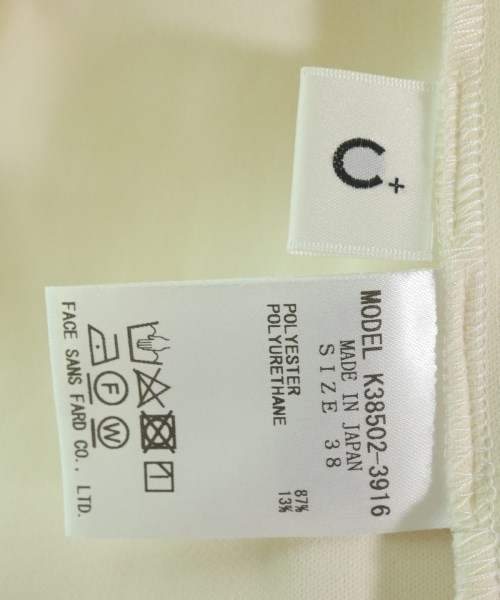 C+
MODEL K38502-3916
MADE IN JAPAN
SIZE 38
POLYESTER 87%
POLYURETHANE 13%
F W
FACE SANS FARD CO., LTD.